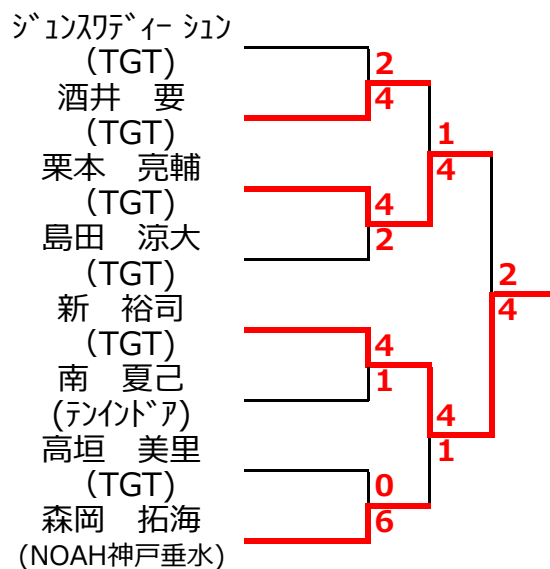 ｼﾞｭﾝｽﾜﾃﾞｨｰ ｼｭﾝ
(TGT)
酒井　要
(TGT)
栗本　亮輔
(TGT)
島田　涼大
(TGT)
新　裕司
(TGT)
南　夏己
(ﾃﾝｲﾝﾄﾞｱ)
高垣　美里
(TGT)
森岡　拓海
(NOAH神戸垂水)
2
4
4
2
4
1
0
6
1
4
4
1
2
4